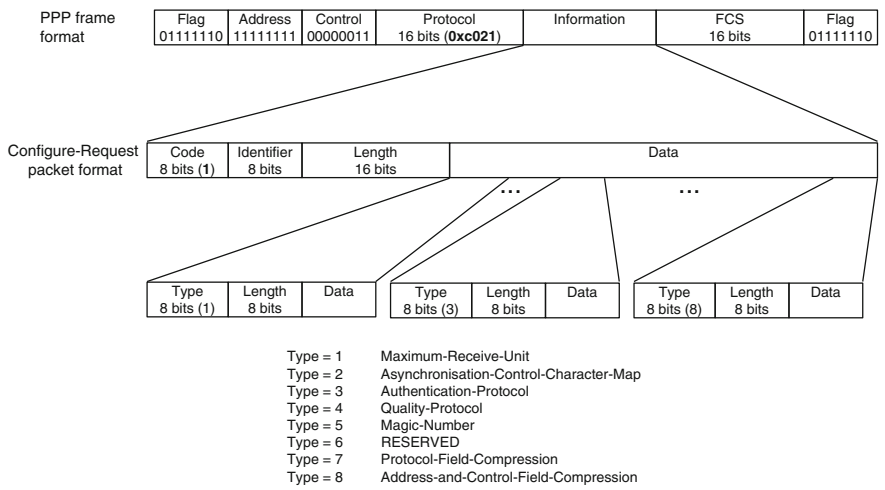 PPP frame format
Flag 01111110
Address 11111111
Control 00000011
Protocol 16 bits (0xc021)
Information
FCS 16 bits
Flag 01111110
Configure-Request packet format
Code 8 bits (1)
Identifier 8 bits
Length 16 bits
Data
...
...
Type 8 bits (1)
Length 8 bits
Data
Type 8 bits (3)
Length 8 bits
Data
Type 8 bits (8)
Length 8 bits
Data
Type = 1 Maximum-Receive-Unit
Type = 2 Asynchronisation-Control-Character-Map
Type = 3 Authentication-Protocol
Type = 4 Quality-Protocol
Type = 5 Magic-Number
Type = 6 RESERVED
Type = 7 Protocol-Field-Compression
Type = 8 Address-and-Control-Field-Compression